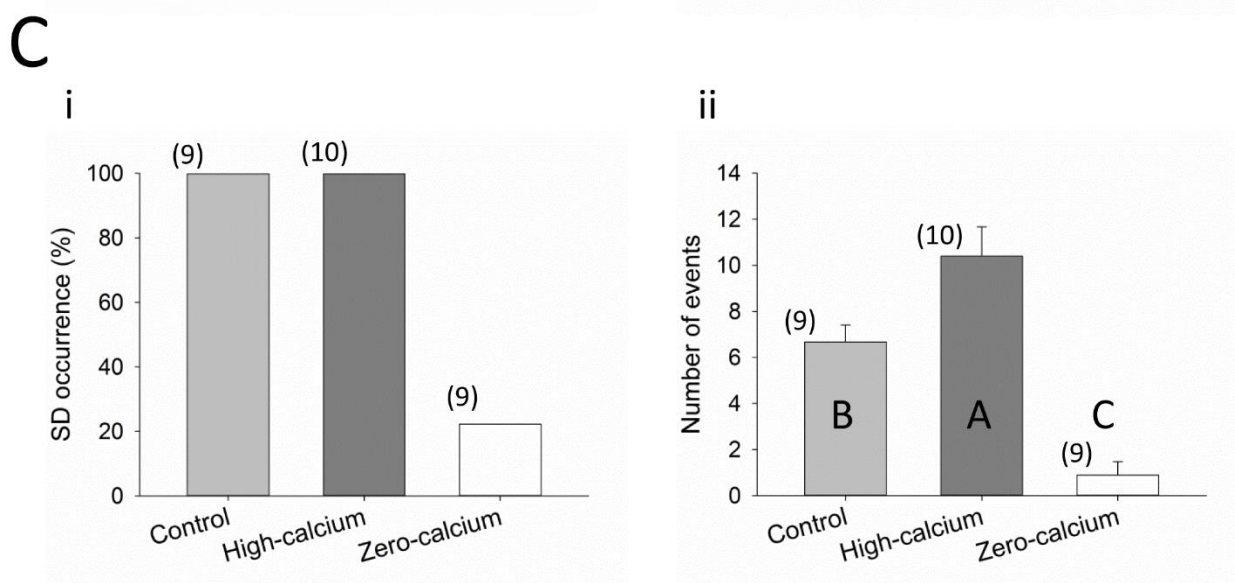 C
i
(9)
(10)
(9)
100
80
60
40
20
0
SD occurrence (%)
Control
High-calcium
Zero-calcium
ii
(10)
(9)
(9)
B
A
C
14
12
10
8
6
4
2
0
Number of events
Control
High-calcium
Zero-calcium